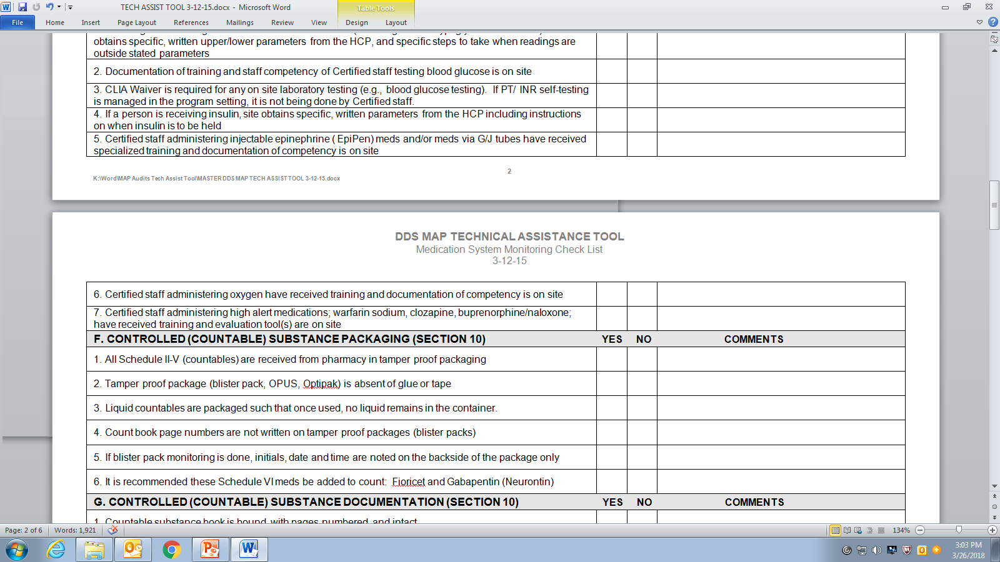 TECH ASSIST TOOL 3-12-15.docx - Microsoft Word
Table Tools
File Home Insert Page Layout References Mailings Review View Design Layout
obtains specific, written upper/lower parameters from the HCP, and specific steps to take when readings are
outside stated parameters
2. Documentation of training and staff competency of Certified staff testing blood glucose is on site
3. CLIA Waiver is required for any on site laboratory testing (e.g., blood glucose testing). If PT/ INR self-testing
is managed in the program setting, it is not being done by Certified staff.
4. If a person is receiving insulin, site obtains specific, written parameters from the HCP including instructions
on when insulin is to be held
5. Certified staff administering injectable epinephrine ( EpiPen) meds and/or meds via G/J tubes have received
specialized training and documentation of competency is on site
2
K:\Word\MAP Audits Tech Assist Tool\MASTER DDS MAP TECH ASSIST TOOL 3-12-15.docx
DDS MAP TECHNICAL ASSISTANCE TOOL
Medication System Monitoring Check List
3-12-15
6. Certified staff administering oxygen have received training and documentation of competency is on site
7. Certified staff administering high alert medications; warfarin sodium, clozapine, buprenorphine/naloxone;
have received training and evaluation tool(s) are on site
F. CONTROLLED (COUNTABLE) SUBSTANCE PACKAGING (SECTION 10) YES NO COMMENTS
1. All Schedule II-V (countables) are received from pharmacy in tamper proof packaging
2. Tamper proof package (blister pack, OPUS, Optipak) is absent of glue or tape
3. Liquid countables are packaged such that once used, no liquid remains in the container.
4. Count book page numbers are not written on tamper proof packages (blister packs)
5. If blister pack monitoring is done, initials, date and time are noted on the backside of the package only
6. It is recommended these Schedule VI meds be added to count: Fioricet and Gabapentin (Neurontin)
G. CONTROLLED (COUNTABLE) SUBSTANCE DOCUMENTATION (SECTION 10) YES NO COMMENTS
1. Countable substance book is bound, with pages numbered, and intact
Page: 2 of 6 Words: 1,921 134%
3:03 PM
3/26/2018